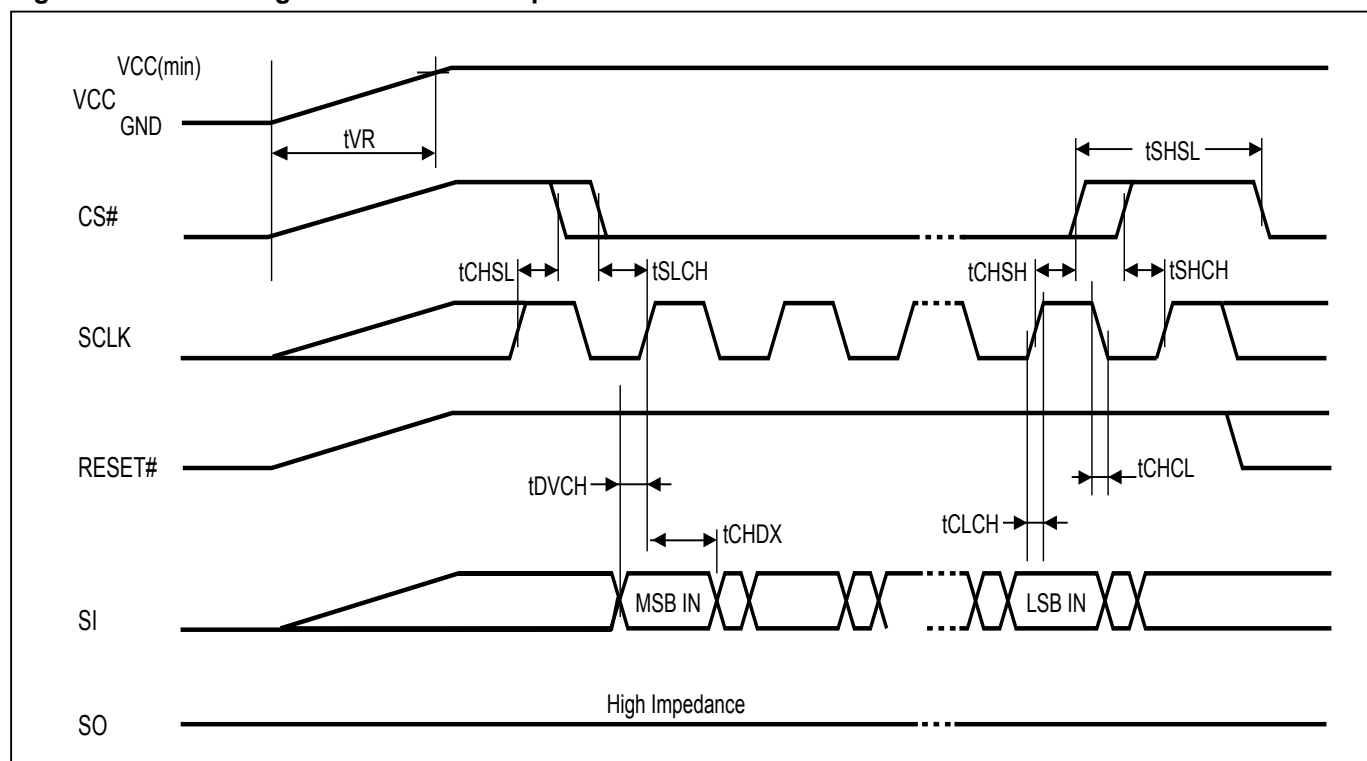 VCC(min)
VCC
GND
tVR
tSHSL
CS#
tCHSL
tSLCH
tCHSH
tSHCH
SCLK
RESET#
tDVCH
tCHCL
tCLCH
tCHDX
SI
MSB IN
LSB IN
High Impedance
SO